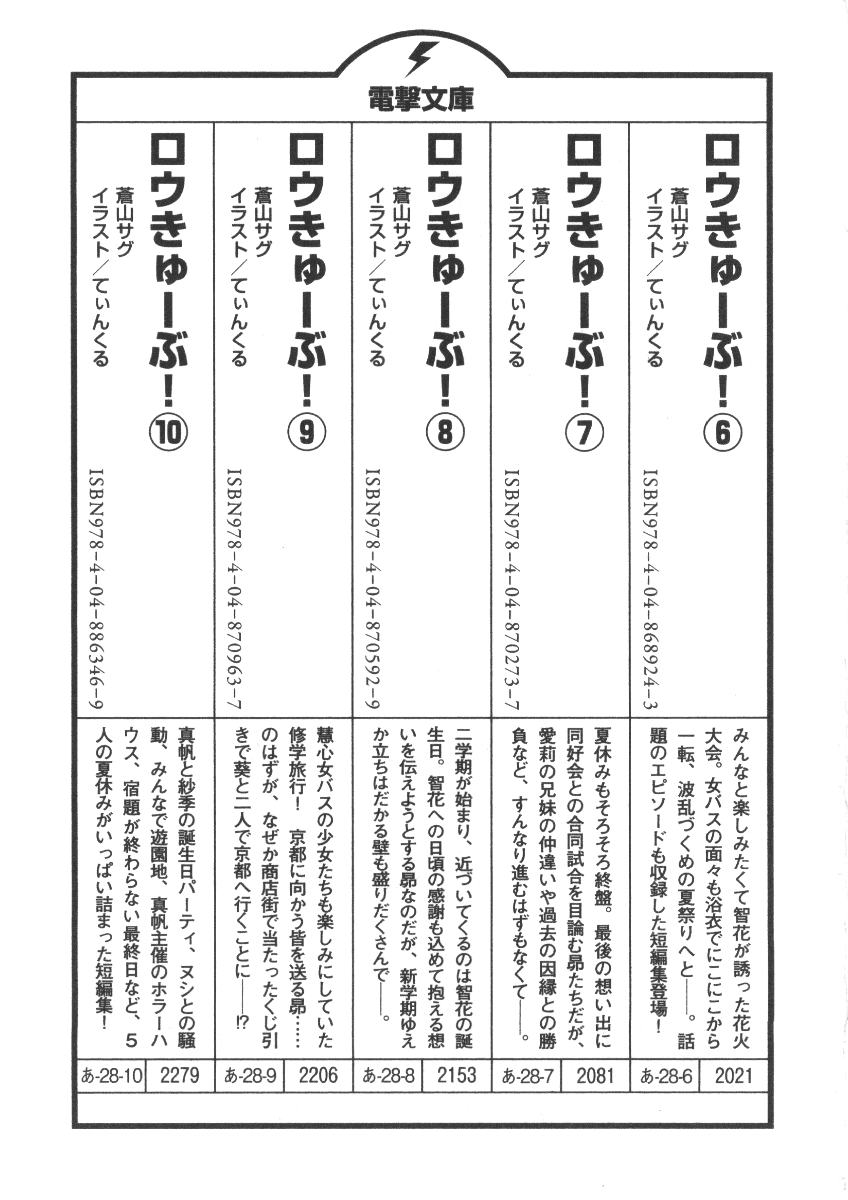 電撃文庫
ロウきゅーぶ!⑥
蒼山サグ
イラスト/てぃんくる
ISBN978-4-04-868924-3
みんなと楽しみたくて智花が誘った花火
大会。女バスの面々も浴衣でにこにこから
一転、波乱づくめの夏祭りへと――。話
題のエピソードも収録した短編集登場!
あ-28-6
2021
ロウきゅーぶ!⑦
蒼山サグ
イラスト/てぃんくる
ISBN978-4-04-870273-7
夏休みもそろそろ終盤。最後の想い出に
同好会との合同試合を目論む昴たちだが、
愛莉の兄妹の仲違いや過去の因縁との勝
負など、すんなり進むはずもなくて――。
あ-28-7
2081
ロウきゅーぶ!⑧
蒼山サグ
イラスト/てぃんくる
ISBN978-4-04-870592-9
二学期が始まり、近づいてくるのは智花の誕
生日。智花への日頃の感謝も込めて抱える想
いを伝えようとする昴なのだが、新学期ゆえ
か立ちはだかる壁も盛りだくさんで――。
あ-28-8
2153
ロウきゅーぶ!⑨
蒼山サグ
イラスト/てぃんくる
ISBN978-4-04-870963-7
慧心女バスの少女たちも楽しみにしていた
修学旅行! 京都に向かう皆を送る昴……
のはずが、なぜか商店街で当たったくじ引
きで葵と二人で京都へ行くことに――!?
あ-28-9
2206
ロウきゅーぶ!⑩
蒼山サグ
イラスト/てぃんくる
ISBN978-4-04-886346-9
真帆と紗季の誕生日パーティ、ヌシとの騒
動、みんなで遊園地、真帆主催のホラーハ
ウス、宿題が終わらない最終日など、5
人の夏休みがいっぱい詰まった短編集!
あ-28-10
2279